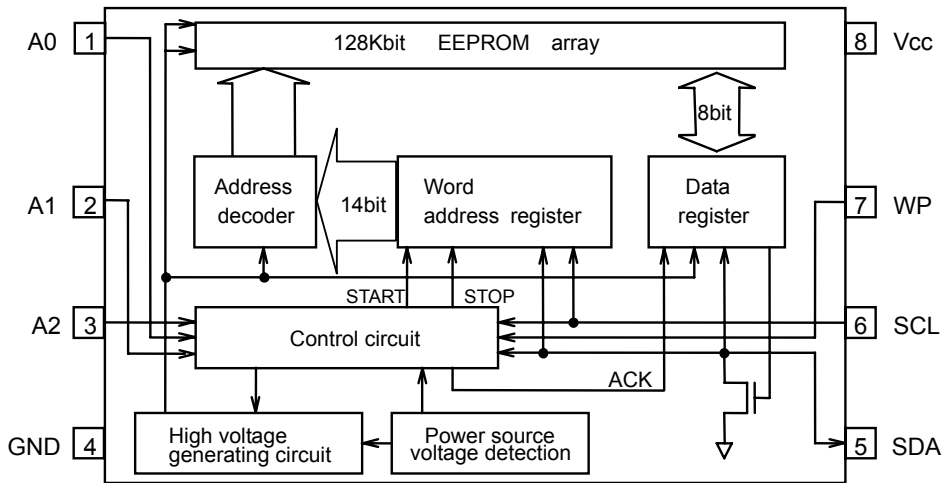 A0 1
128Kbit EEPROM array
8 Vcc
8bit
A1 2
Address
decoder
14bit
Word
address register
Data
register
7 WP
START
STOP
A2 3
Control circuit
6 SCL
ACK
GND 4
High voltage
generating circuit
Power source
voltage detection
5 SDA